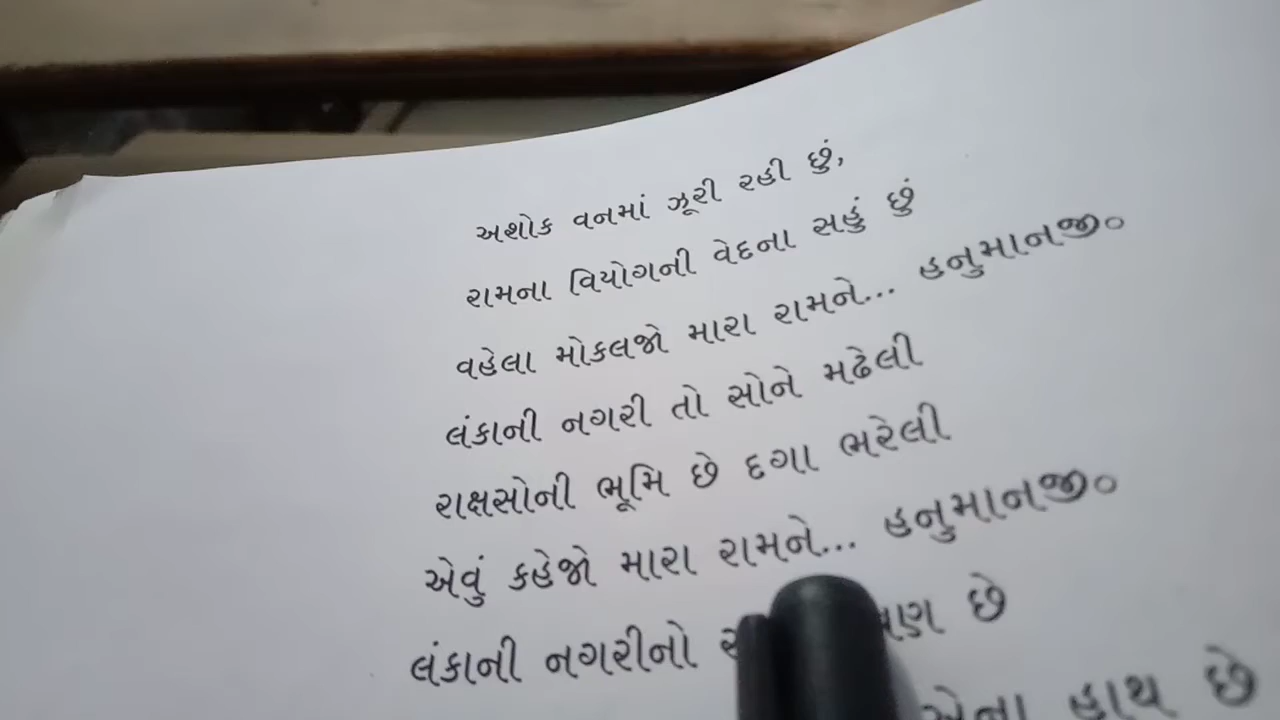 અશોક વનમાં ઝૂરી રહી છું,
રામના વિયોગની વેદના સહું છું
વહેલા મોકલજો મારા રામને... હનુમાનજી૦
લંકાની નગરી તો સોને મઢેલી
રાક્ષસોની ભૂમિ છે દગા ભરેલી
એવું કહેજો મારા રામને... હનુમાનજી૦
લંકાની નગરીનો છે
એના હાથ છે